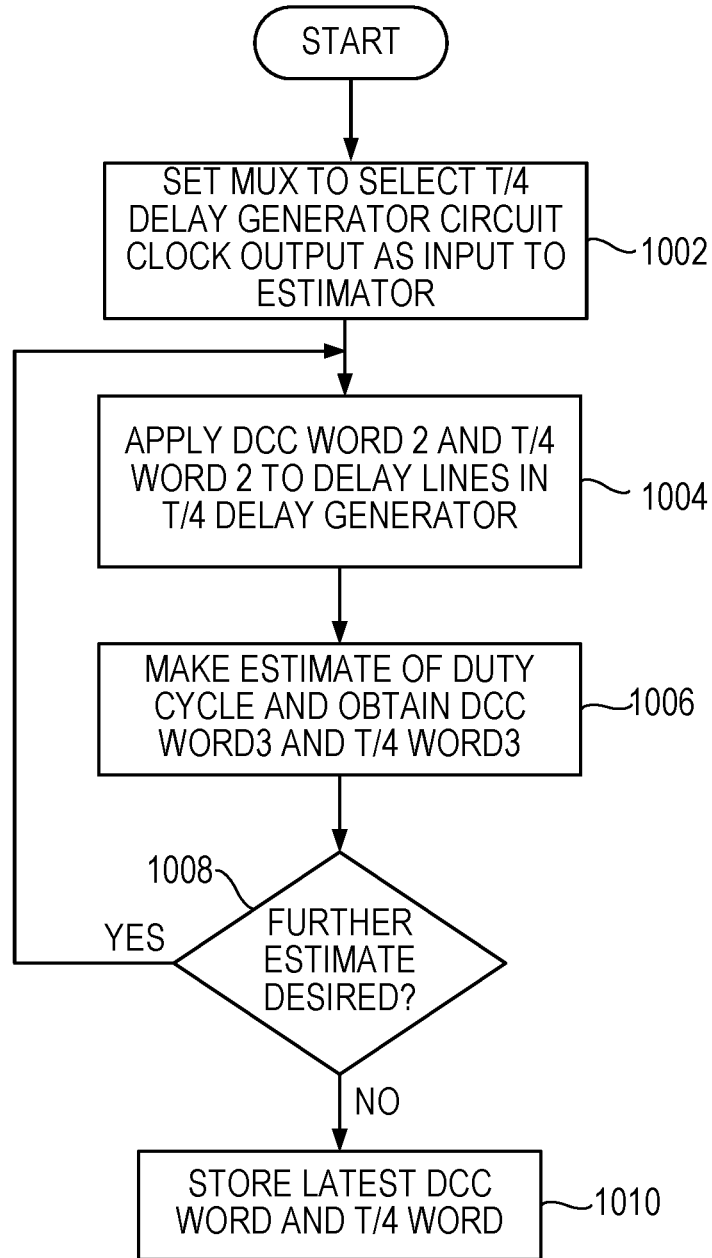 START
SET MUX TO SELECT T/4
DELAY GENERATOR CIRCUIT
CLOCK OUTPUT AS INPUT TO
ESTIMATOR
1002
APPLY DCC WORD 2 AND T/4
WORD 2 TO DELAY LINES IN
T/4 DELAY GENERATOR
1004
MAKE ESTIMATE OF DUTY
CYCLE AND OBTAIN DCC
WORD3 AND T/4 WORD3
1006
1008
YES
FURTHER
ESTIMATE
DESIRED?
NO
STORE LATEST DCC
WORD AND T/4 WORD
1010